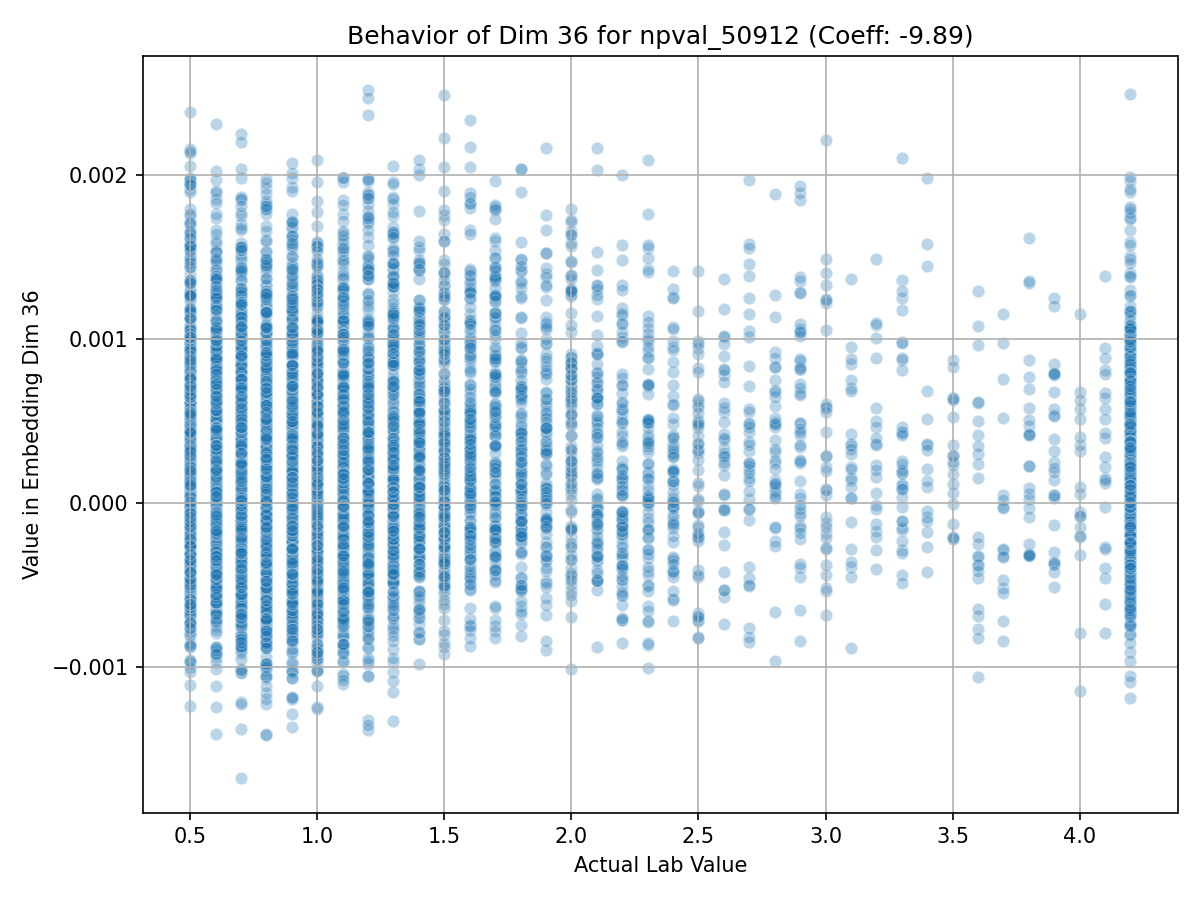 Behavior of Dim 36 for npval_50912 (Coeff: -9.89)
Value in Embedding Dim 36
0.002
0.001
0.000
−0.001
0.5 1.0 1.5 2.0 2.5 3.0 3.5 4.0
Actual Lab Value